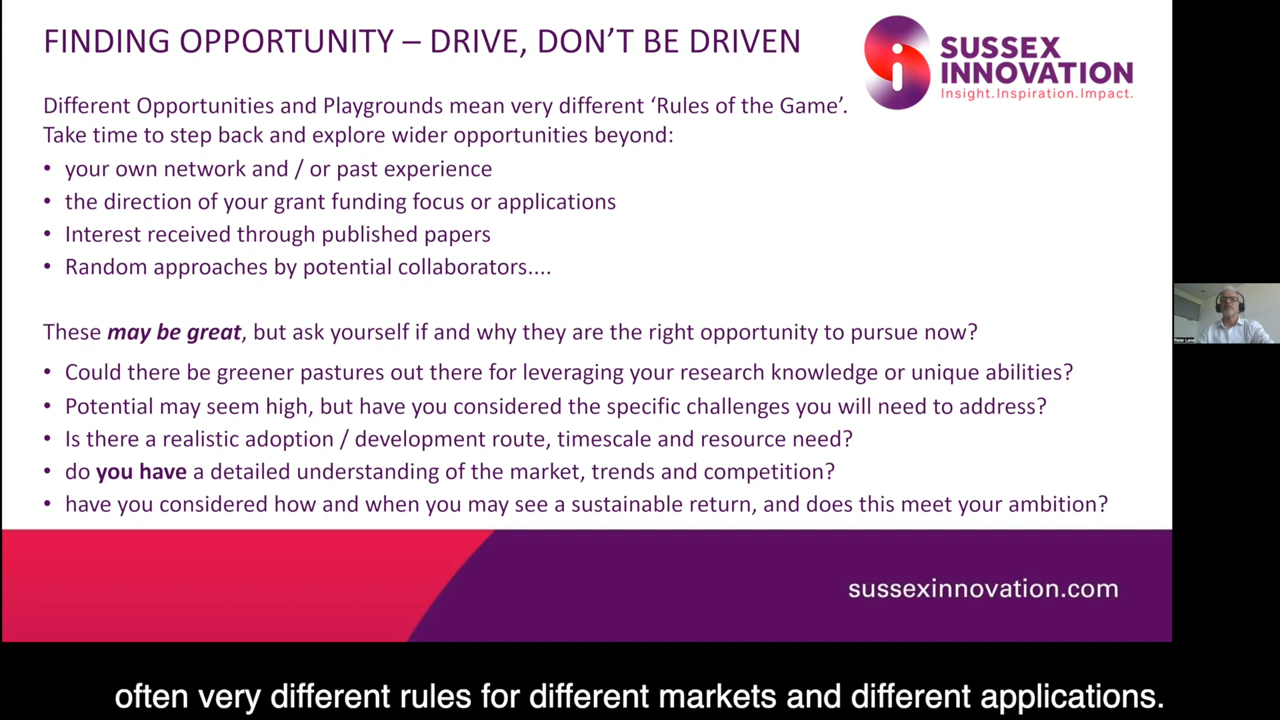 FINDING OPPORTUNITY – DRIVE, DON'T BE DRIVEN
SUSSEX
INNOVATION
Insight.Inspiration.Impact.
Different Opportunities and Playgrounds mean very different ‘Rules of the Game’.
Take time to step back and explore wider opportunities beyond:
• your own network and / or past experience
• the direction of your grant funding focus or applications
• Interest received through published papers
• Random approaches by potential collaborators....
These may be great, but ask yourself if and why they are the right opportunity to pursue now?
• Could there be greener pastures out there for leveraging your research knowledge or unique abilities?
• Potential may seem high, but have you considered the specific challenges you will need to address?
• Is there a realistic adoption / development route, timescale and resource need?
• do you have a detailed understanding of the market, trends and competition?
• have you considered how and when you may see a sustainable return, and does this meet your ambition?
Peter Lane
sussexinnovation.com
often very different rules for different markets and different applications.